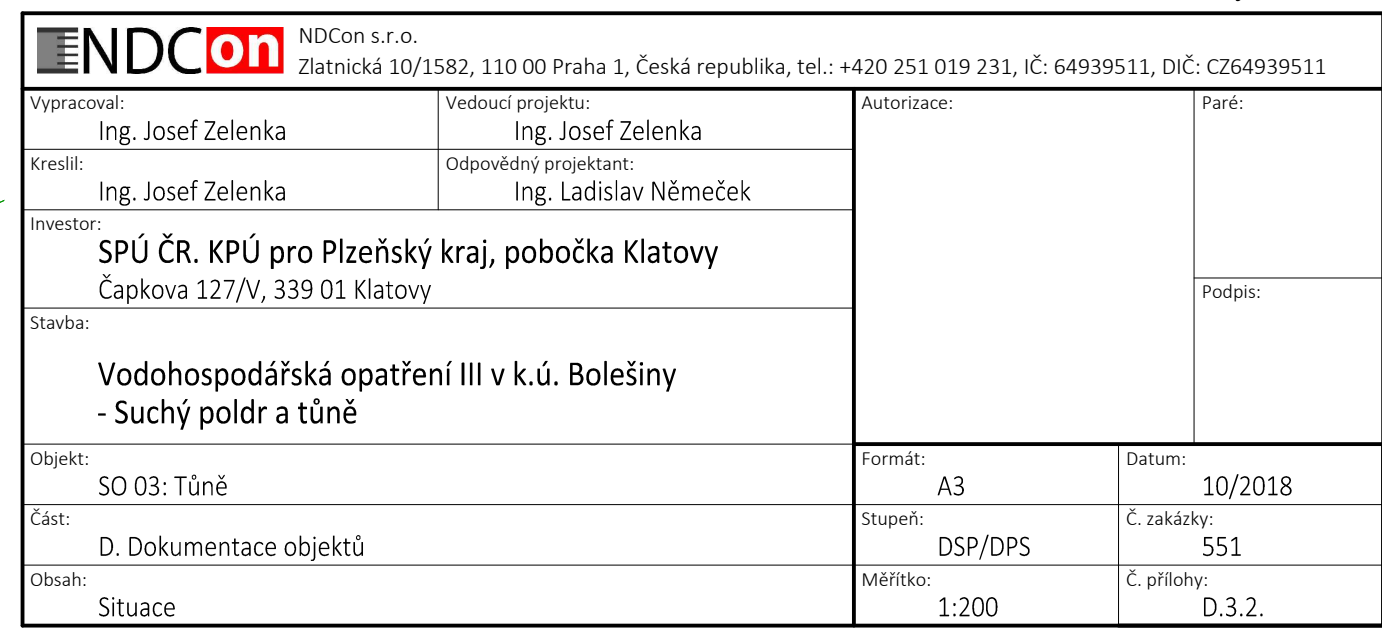 NDCon NDCon s.r.o.
Zlatnická 10/1582, 110 00 Praha 1, Česká republika, tel.: +420 251 019 231, IČ: 64939511, DIČ: CZ64939511
Vypracoval:
Ing. Josef Zelenka
Vedoucí projektu:
Ing. Josef Zelenka
Autorizace:
Paré:
Kreslil:
Ing. Josef Zelenka
Odpovědný projektant:
Ing. Ladislav Němeček
Investor:
SPÚ ČR. KPÚ pro Plzeňský kraj, pobočka Klatovy
Čapkova 127/V, 339 01 Klatovy
Podpis:
Stavba:
Vodohospodářská opatření III v k.ú. Bolešiny
- Suchý poldr a tůně
Objekt:
SO 03: Tůně
Formát:
A3
Datum:
10/2018
Část:
D. Dokumentace objektů
Stupeň:
DSP/DPS
Č. zakázky:
551
Obsah:
Situace
Měřítko:
1:200
Č. přílohy:
D.3.2.